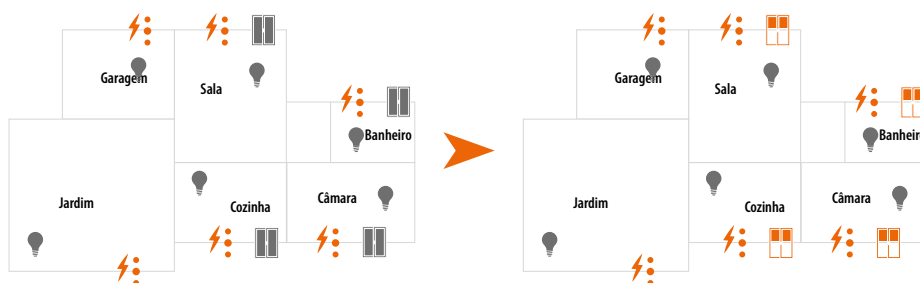 Garagem
Sala
Banheiro
Jardim
Cozinha
Câmara
Garagem
Sala
Banheiro
Jardim
Cozinha
Câmara